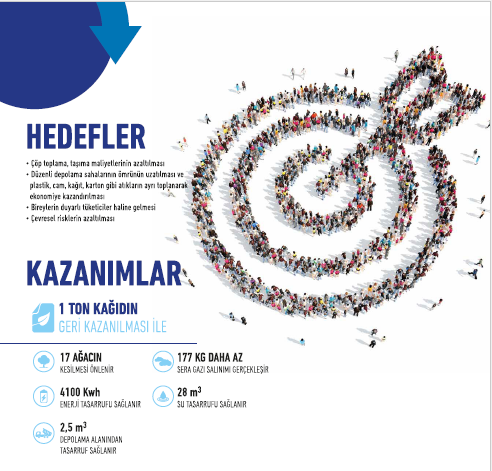 HEDEFLER
• Çöp toplama, taşıma maliyetlerinin azaltılması
• Düzenli depolama sahalarının ömrünün uzatılması ve
plastik, cam, kağıt, karton gibi atıkların ayrı toplanarak
ekonomiye kazandırılması
• Bireylerin duyarlı tüketiciler haline gelmesi
• Çevresel risklerin azaltılması
KAZANIMLAR
1 TON KAĞIDIN
GERİ KAZANILMASI İLE
17 AĞACIN
KESİLMESİ ÖNLENİR
177 KG DAHA AZ
SERA GAZI SALINIMI GERÇEKLEŞİR
4100 Kwh
ENERJİ TASARRUFU SAĞLANIR
28 m³
SU TASARRUFU SAĞLANIR
2,5 m³
DEPOLAMA ALANINDAN
TASARRUF SAĞLANIR